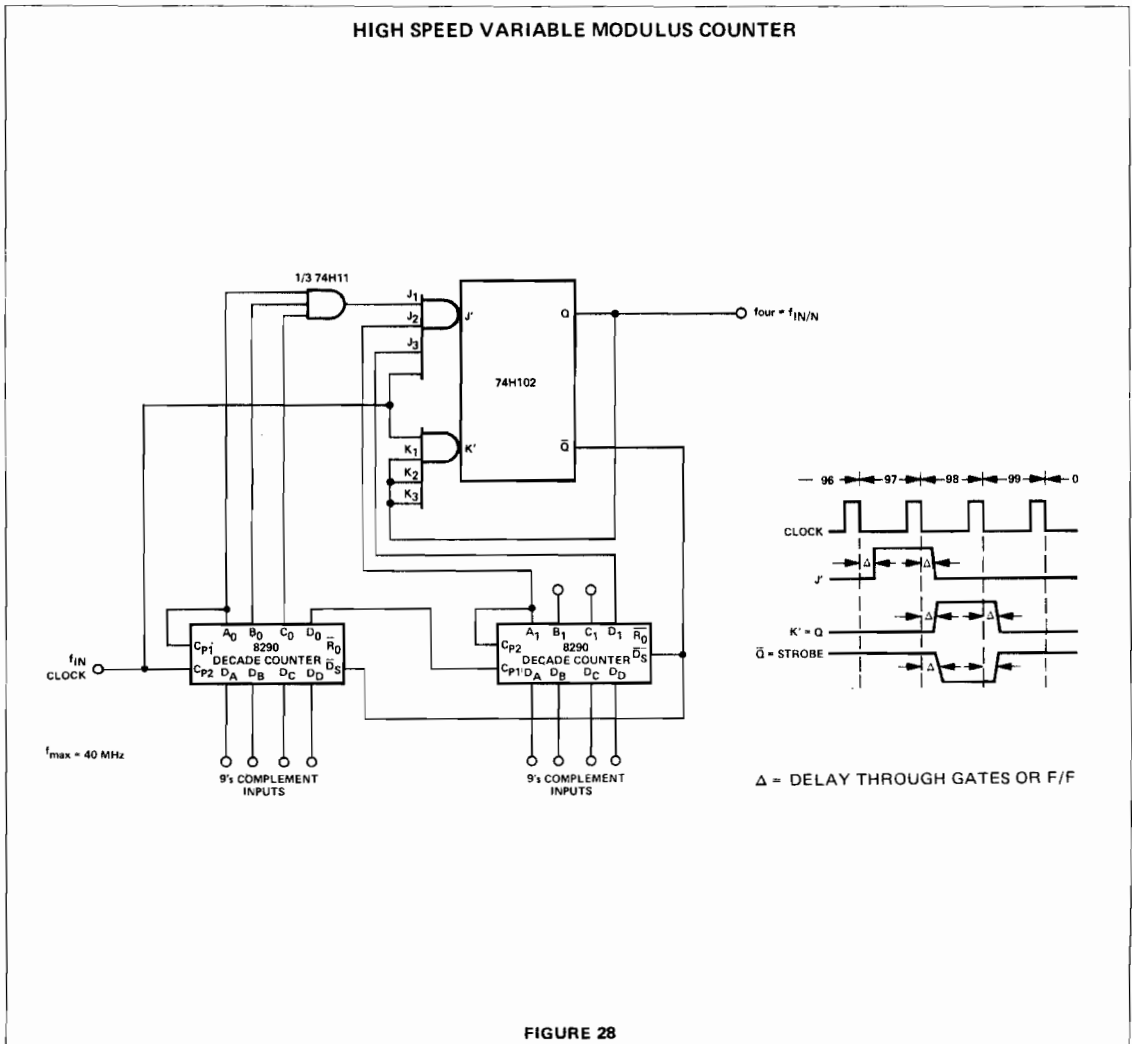 HIGH SPEED VARIABLE MODULUS COUNTER
1/3 74H11
J1
J2
J3
J'
Q
fOUT = fIN/N
74H102
K1
K2
K3
K'
Q̅
A0 B0 C0 D0
R̅0
CP1
8290
DECADE COUNTER
D̅S
CP2
DA DB DC DD
fIN
CLOCK
9's COMPLEMENT
INPUTS
fmax = 40 MHz
A1 B1 C1 D1
R̅0
CP2
8290
DECADE COUNTER
D̅S
CP1
DA DB DC DD
9's COMPLEMENT
INPUTS
96 97 98 99 0
CLOCK
Δ Δ
J'
Δ Δ
K' = Q
Q̅ = STROBE
Δ
Δ = DELAY THROUGH GATES OR F/F
FIGURE 28